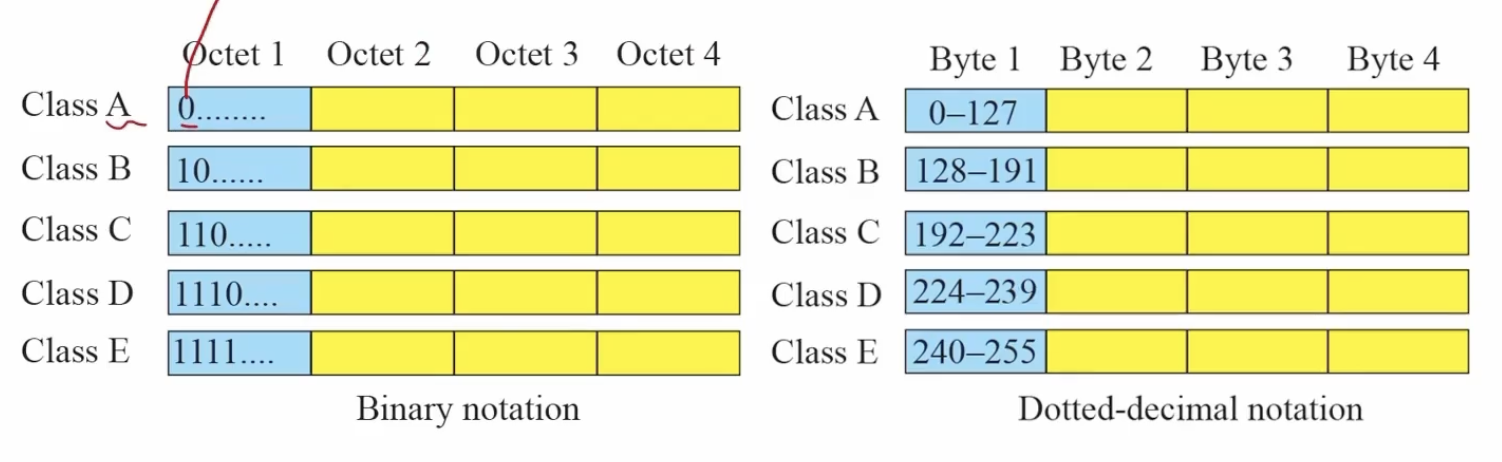 Octet 1 Octet 2 Octet 3 Octet 4
Class A 0........
Class B 10......
Class C 110.....
Class D 1110....
Class E 1111....
Binary notation
Byte 1 Byte 2 Byte 3 Byte 4
Class A 0–127
Class B 128–191
Class C 192–223
Class D 224–239
Class E 240–255
Dotted-decimal notation